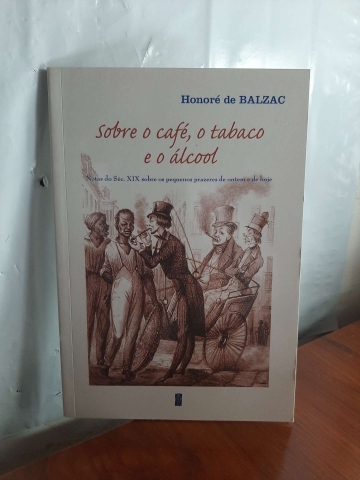 Honoré de BALZAC
Sobre o café, o tabaco
e o álcool
Notas do Séc. XIX sobre os pequenos prazeres de ontem e de hoje